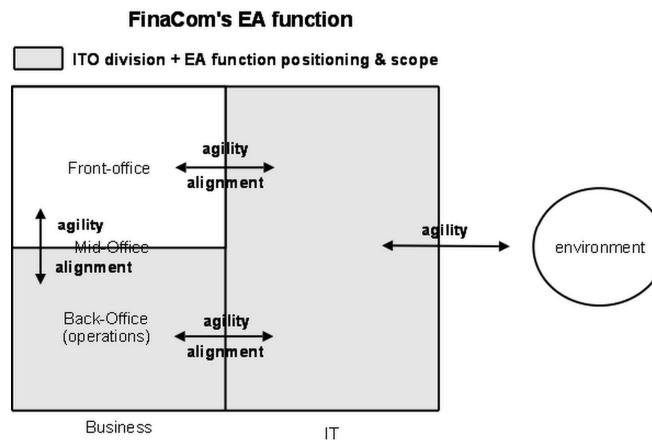 FinaCom's EA function
ITO division + EA function positioning & scope
Front-office
agility
alignment
agility
Mid-Office
alignment
agility
environment
Back-Office
(operations)
agility
alignment
Business
IT